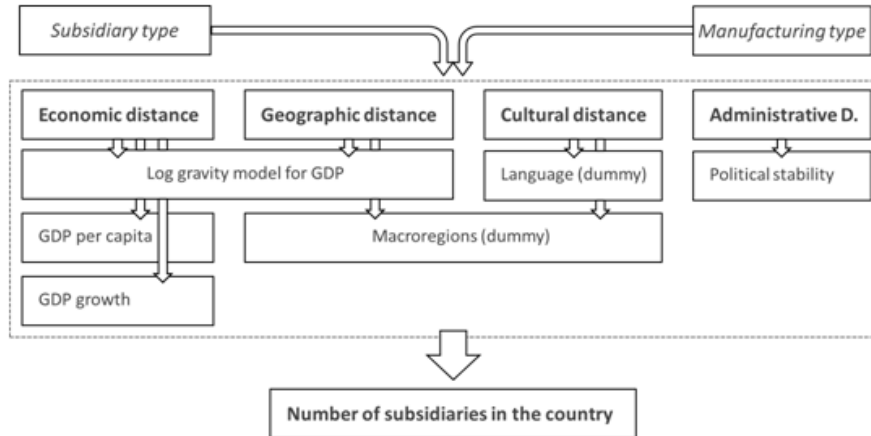 Subsidiary type
Manufacturing type
Economic distance
Geographic distance
Cultural distance
Administrative D.
Log gravity model for GDP
Language (dummy)
Political stability
GDP per capita
Macroregions (dummy)
GDP growth
Number of subsidiaries in the country